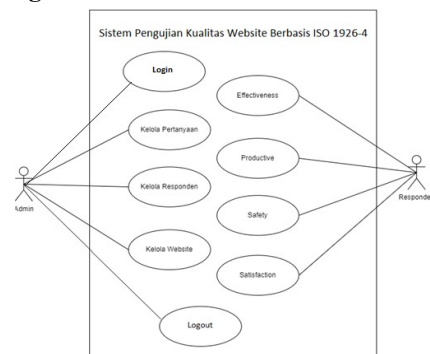 Sistem Pengujian Kualitas Website Berbasis ISO 1926-4
Login
Effectiveness
Kelola Pertanyaan
Productive
Kelola Responden
Safety
Kelola Website
Satisfaction
Logout
Admin
Responde